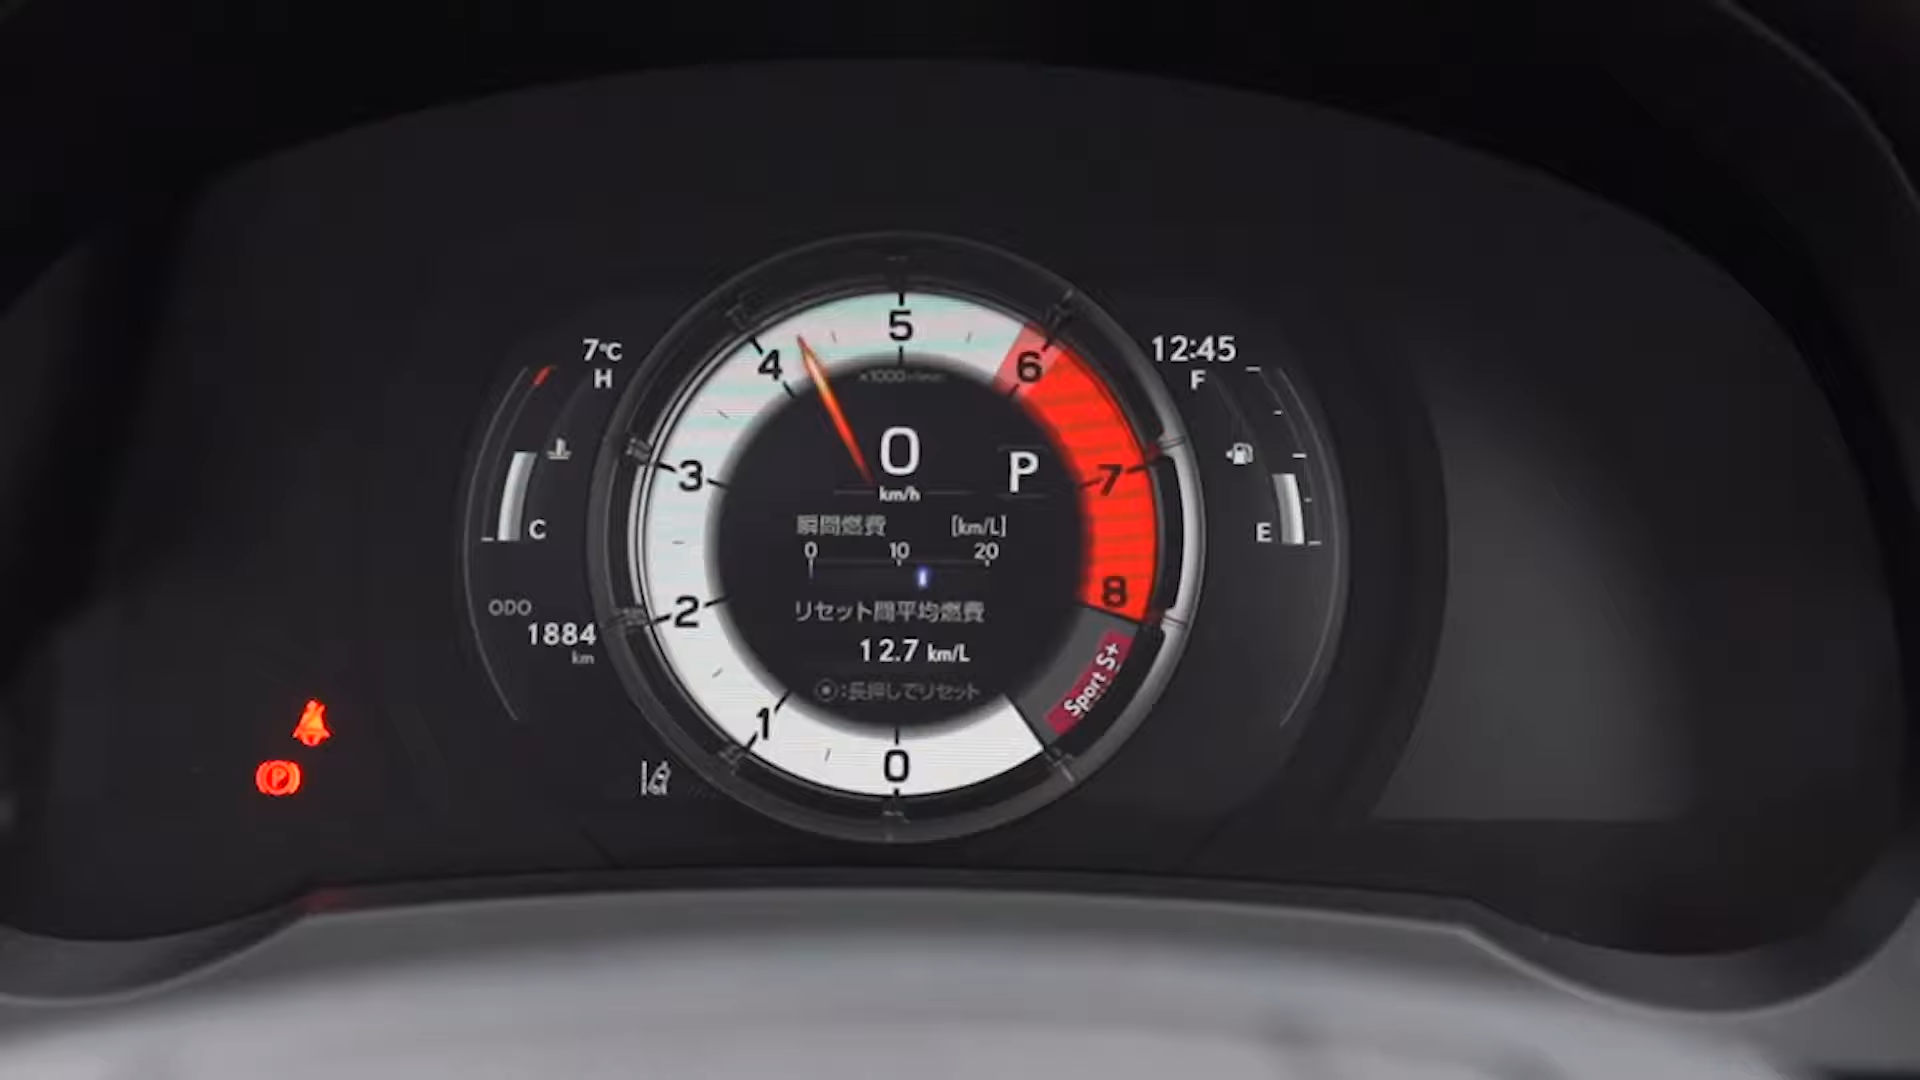 7℃
H
C
ODO
1884
km
12:45
F
E
0
1
2
3
4
5
6
7
8
×1000r/min
0
km/h
P
瞬間燃費 [km/L]
0 10 20
リセット間平均燃費
12.7 km/L
⦿:長押しでリセット
Sport S+
(P)